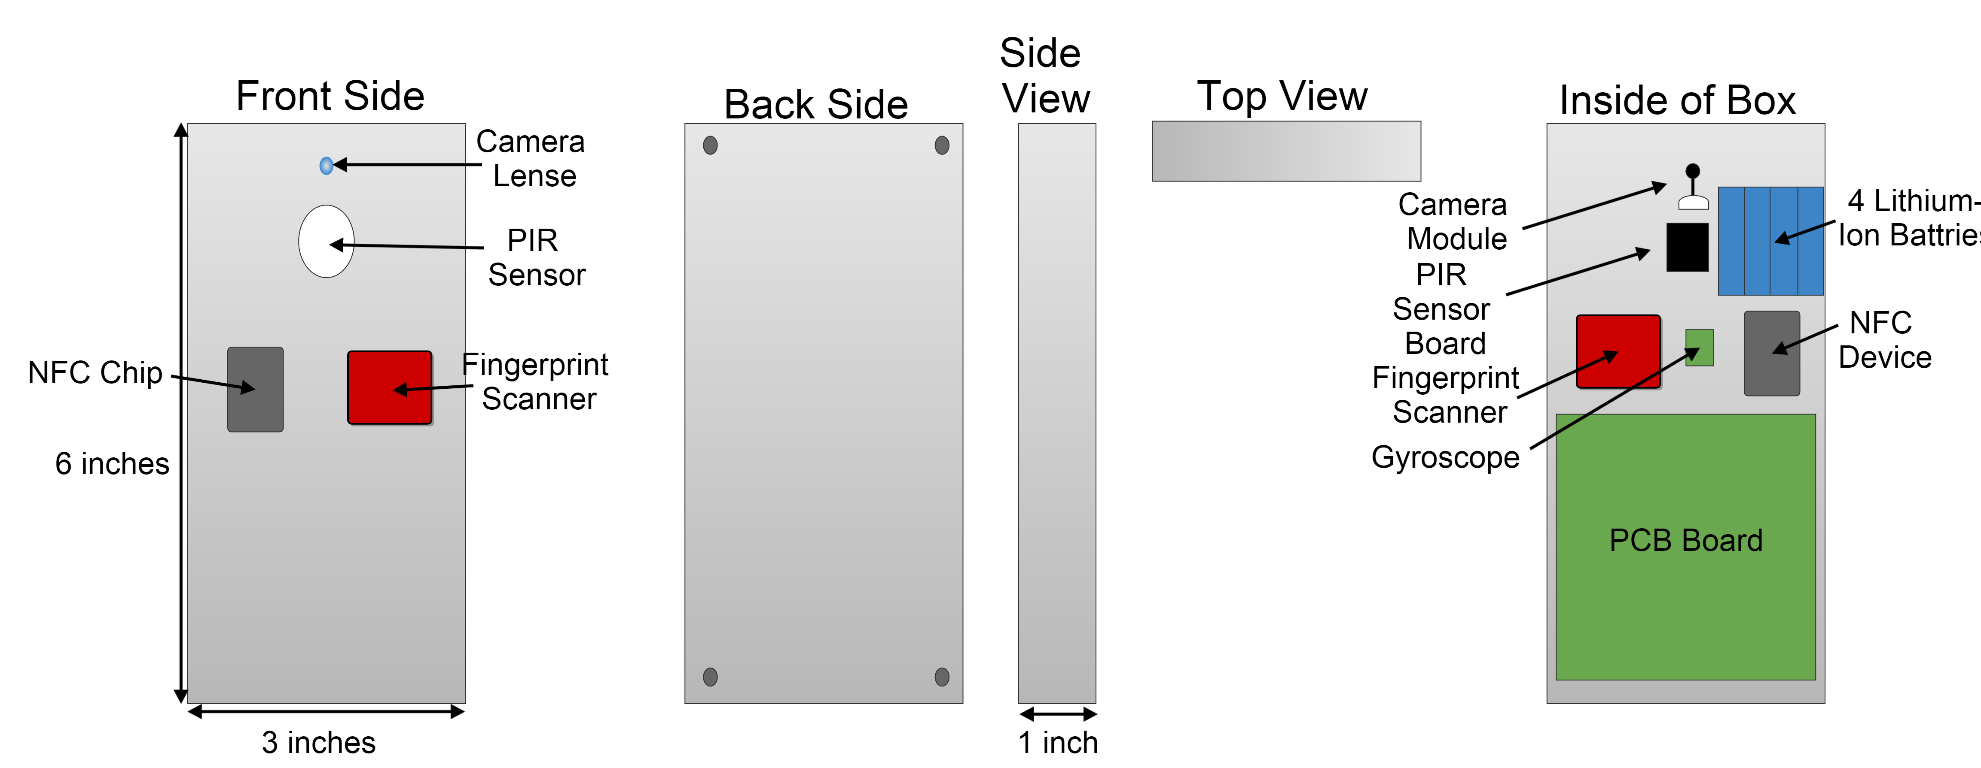 Front Side
Camera
Lense
PIR
Sensor
NFC Chip
Fingerprint
Scanner
6 inches
3 inches
Back Side
Side
View
1 inch
Top View
Inside of Box
Camera
Module
PIR
Sensor
Board
Fingerprint
Scanner
Gyroscope
4 Lithium-
Ion Battries
NFC
Device
PCB Board